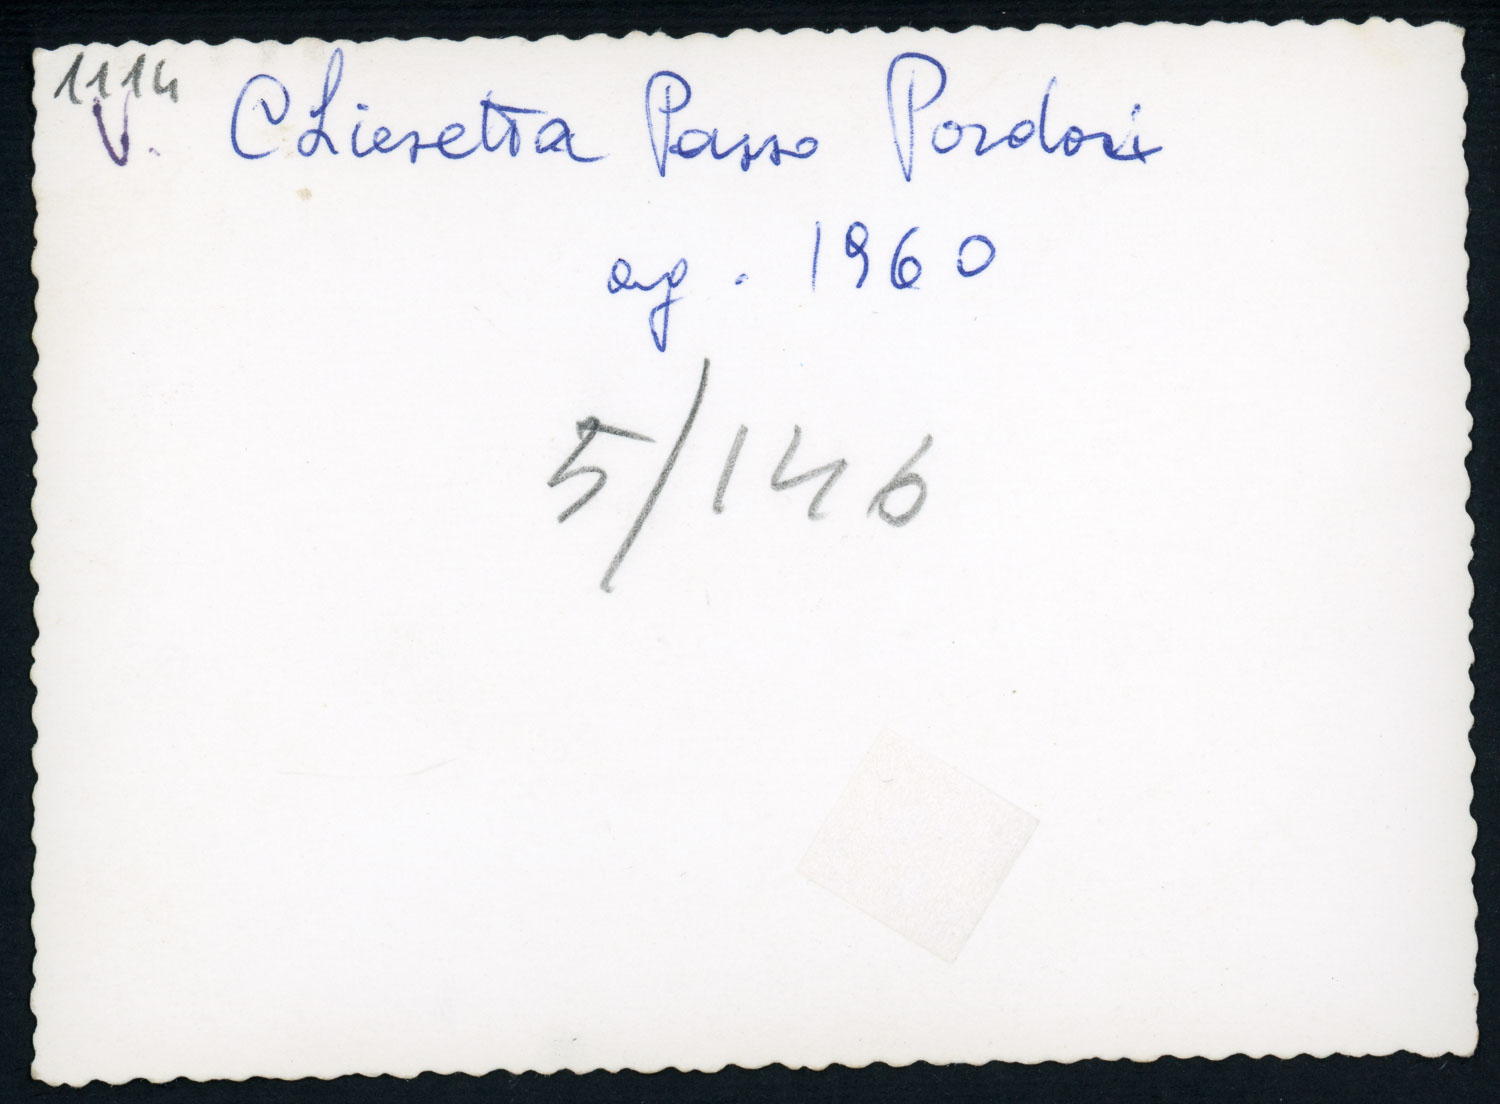 1114
V. Chiesetta Passo Pordoi
ag. 1960
5/146